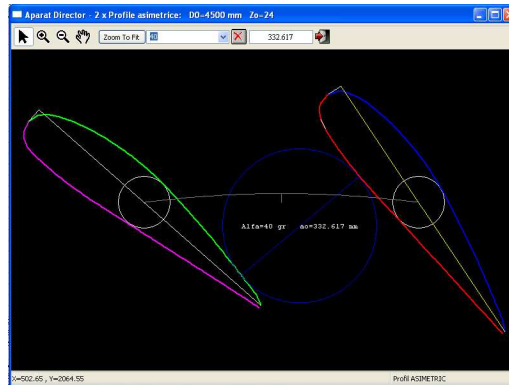 Aparat Director - 2 x Profile asimetrice: D0-4500 mm Zo-24
Zoom To Fit 40 332.617
Alfa=40 gr ao=332.617 mm
X=502.65 , Y=2064.55 Profil ASIMETRIC